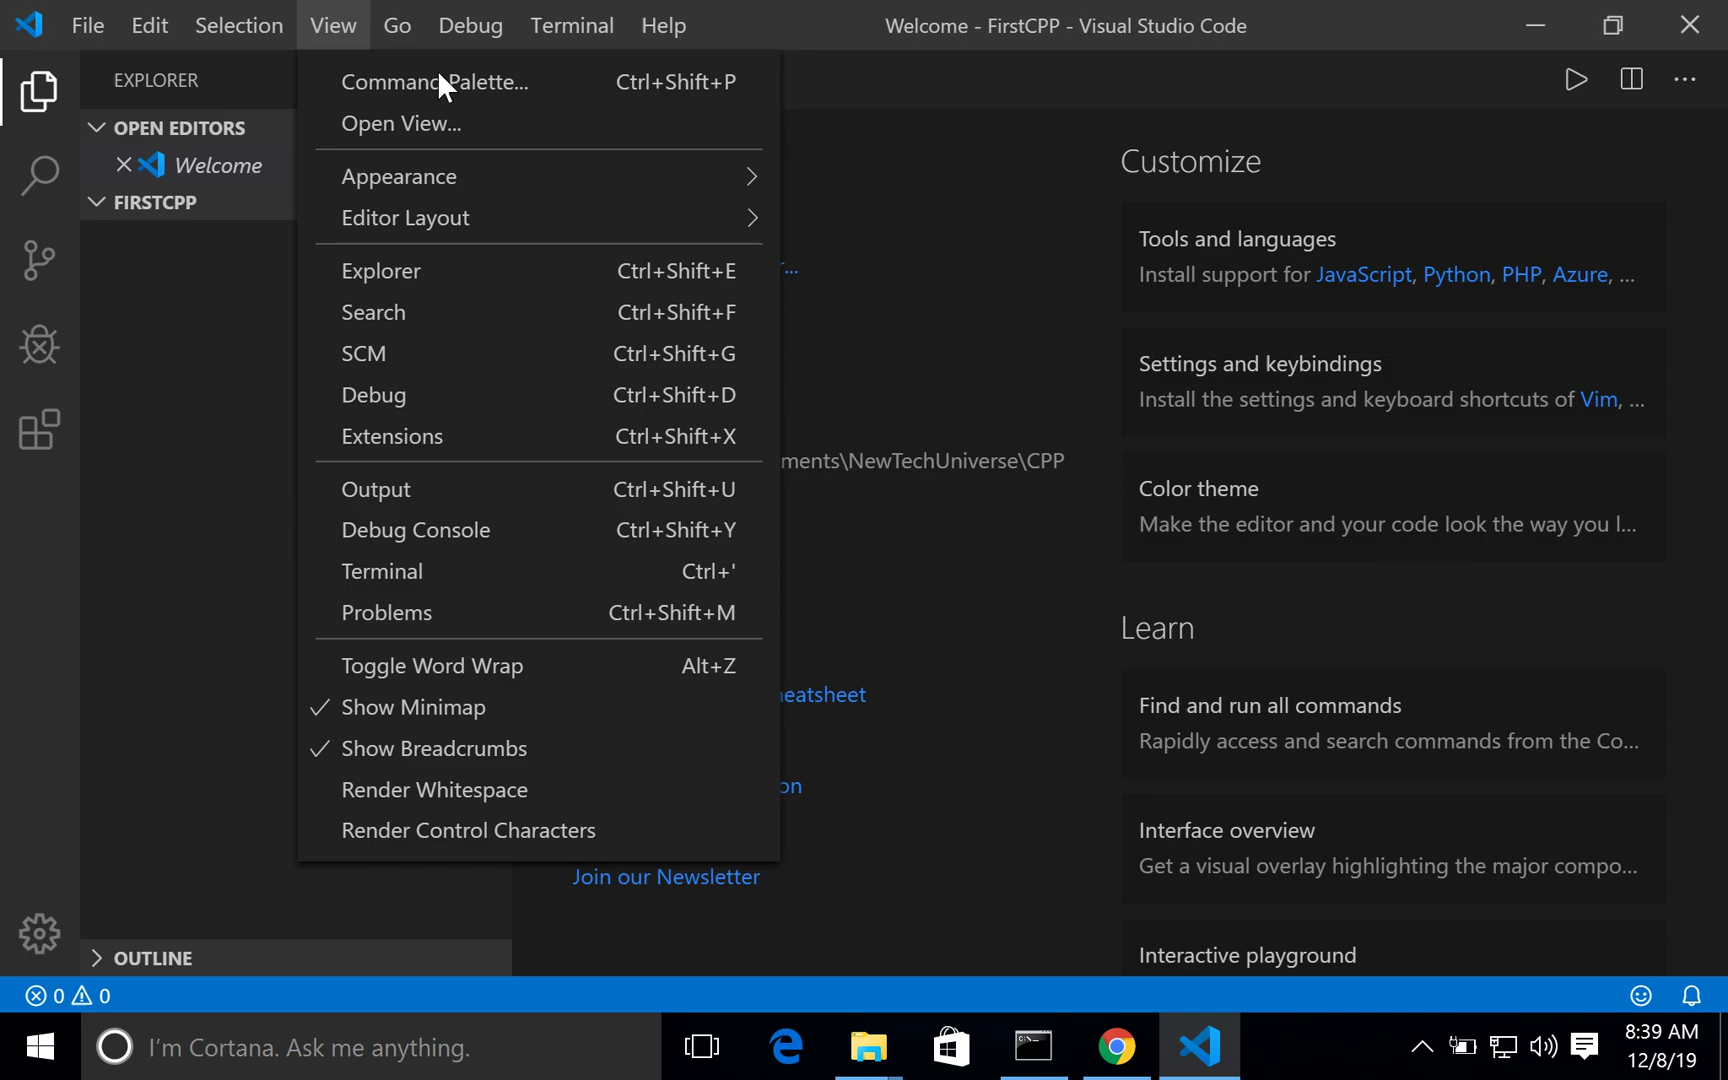 File Edit Selection View Go Debug Terminal Help Welcome - FirstCPP - Visual Studio Code
EXPLORER
OPEN EDITORS
Welcome
FIRSTCPP
Command Palette... Ctrl+Shift+P
Open View...
Appearance
Editor Layout
Explorer Ctrl+Shift+E
Search Ctrl+Shift+F
SCM Ctrl+Shift+G
Debug Ctrl+Shift+D
Extensions Ctrl+Shift+X
Output Ctrl+Shift+U
Debug Console Ctrl+Shift+Y
Terminal Ctrl+'
Problems Ctrl+Shift+M
Toggle Word Wrap Alt+Z
Show Minimap
Show Breadcrumbs
Render Whitespace
Render Control Characters
r...
ments\NewTechUniverse\CPP
eatsheet
on
Join our Newsletter
Customize
Tools and languages
Install support for JavaScript, Python, PHP, Azure, ...
Settings and keybindings
Install the settings and keyboard shortcuts of Vim, ...
Color theme
Make the editor and your code look the way you l...
Learn
Find and run all commands
Rapidly access and search commands from the Co...
Interface overview
Get a visual overlay highlighting the major compo...
Interactive playground
OUTLINE
0 0
I'm Cortana. Ask me anything.
8:39 AM
12/8/19